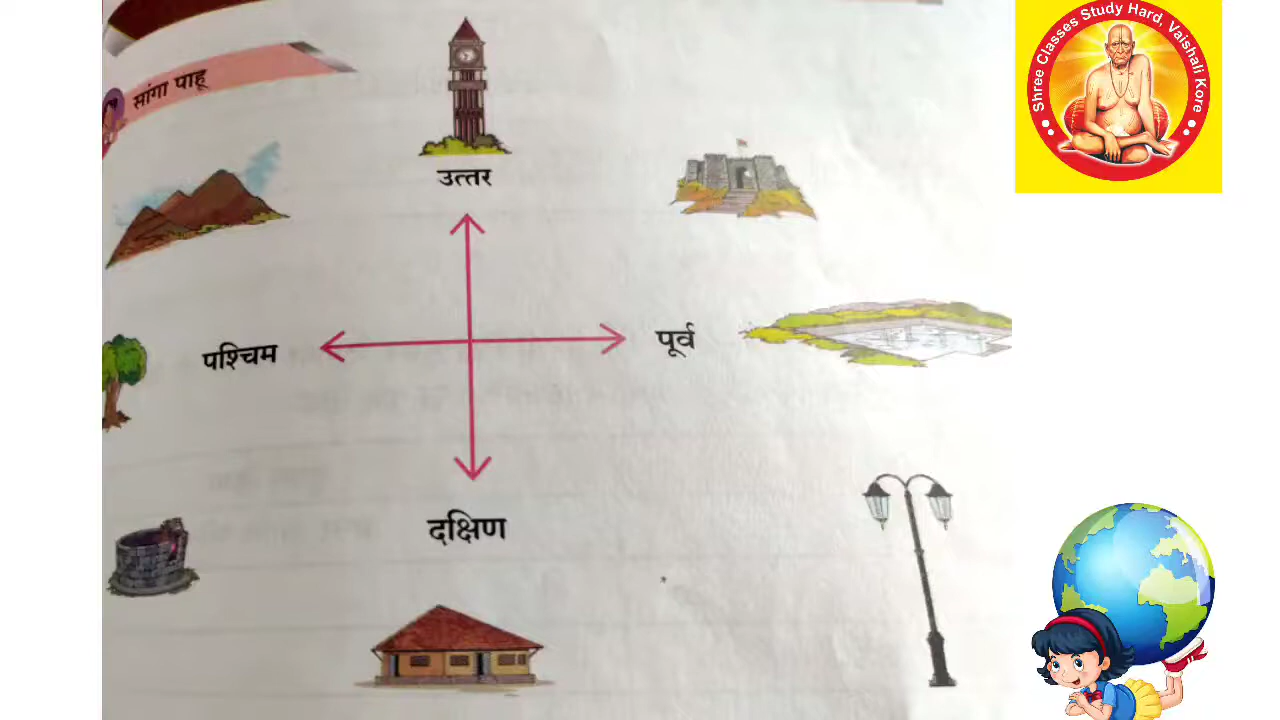 सांगा पाहू
उत्तर
पश्चिम
पूर्व
दक्षिण
Shree Classes Study Hard, Vaishali Kore